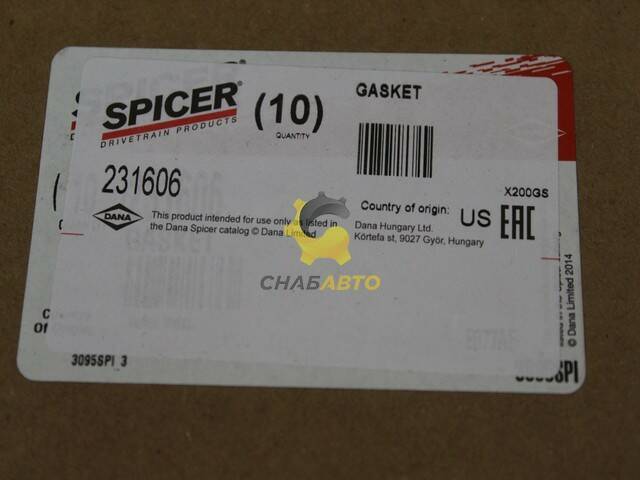 SPICER®
DRIVETRAIN PRODUCTS
(10)
QUANTITY
GASKET
231606
X200GS
DANA
This product intended for use only as listed in
the Dana Spicer catalog © Dana Limited
Country of origin: US EAC
Dana Hungary Ltd.
Körtefa st, 9027 Győr, Hungary
СНАБАВТО
3095SPI 3
© Dana Limited 2014
3095SPI